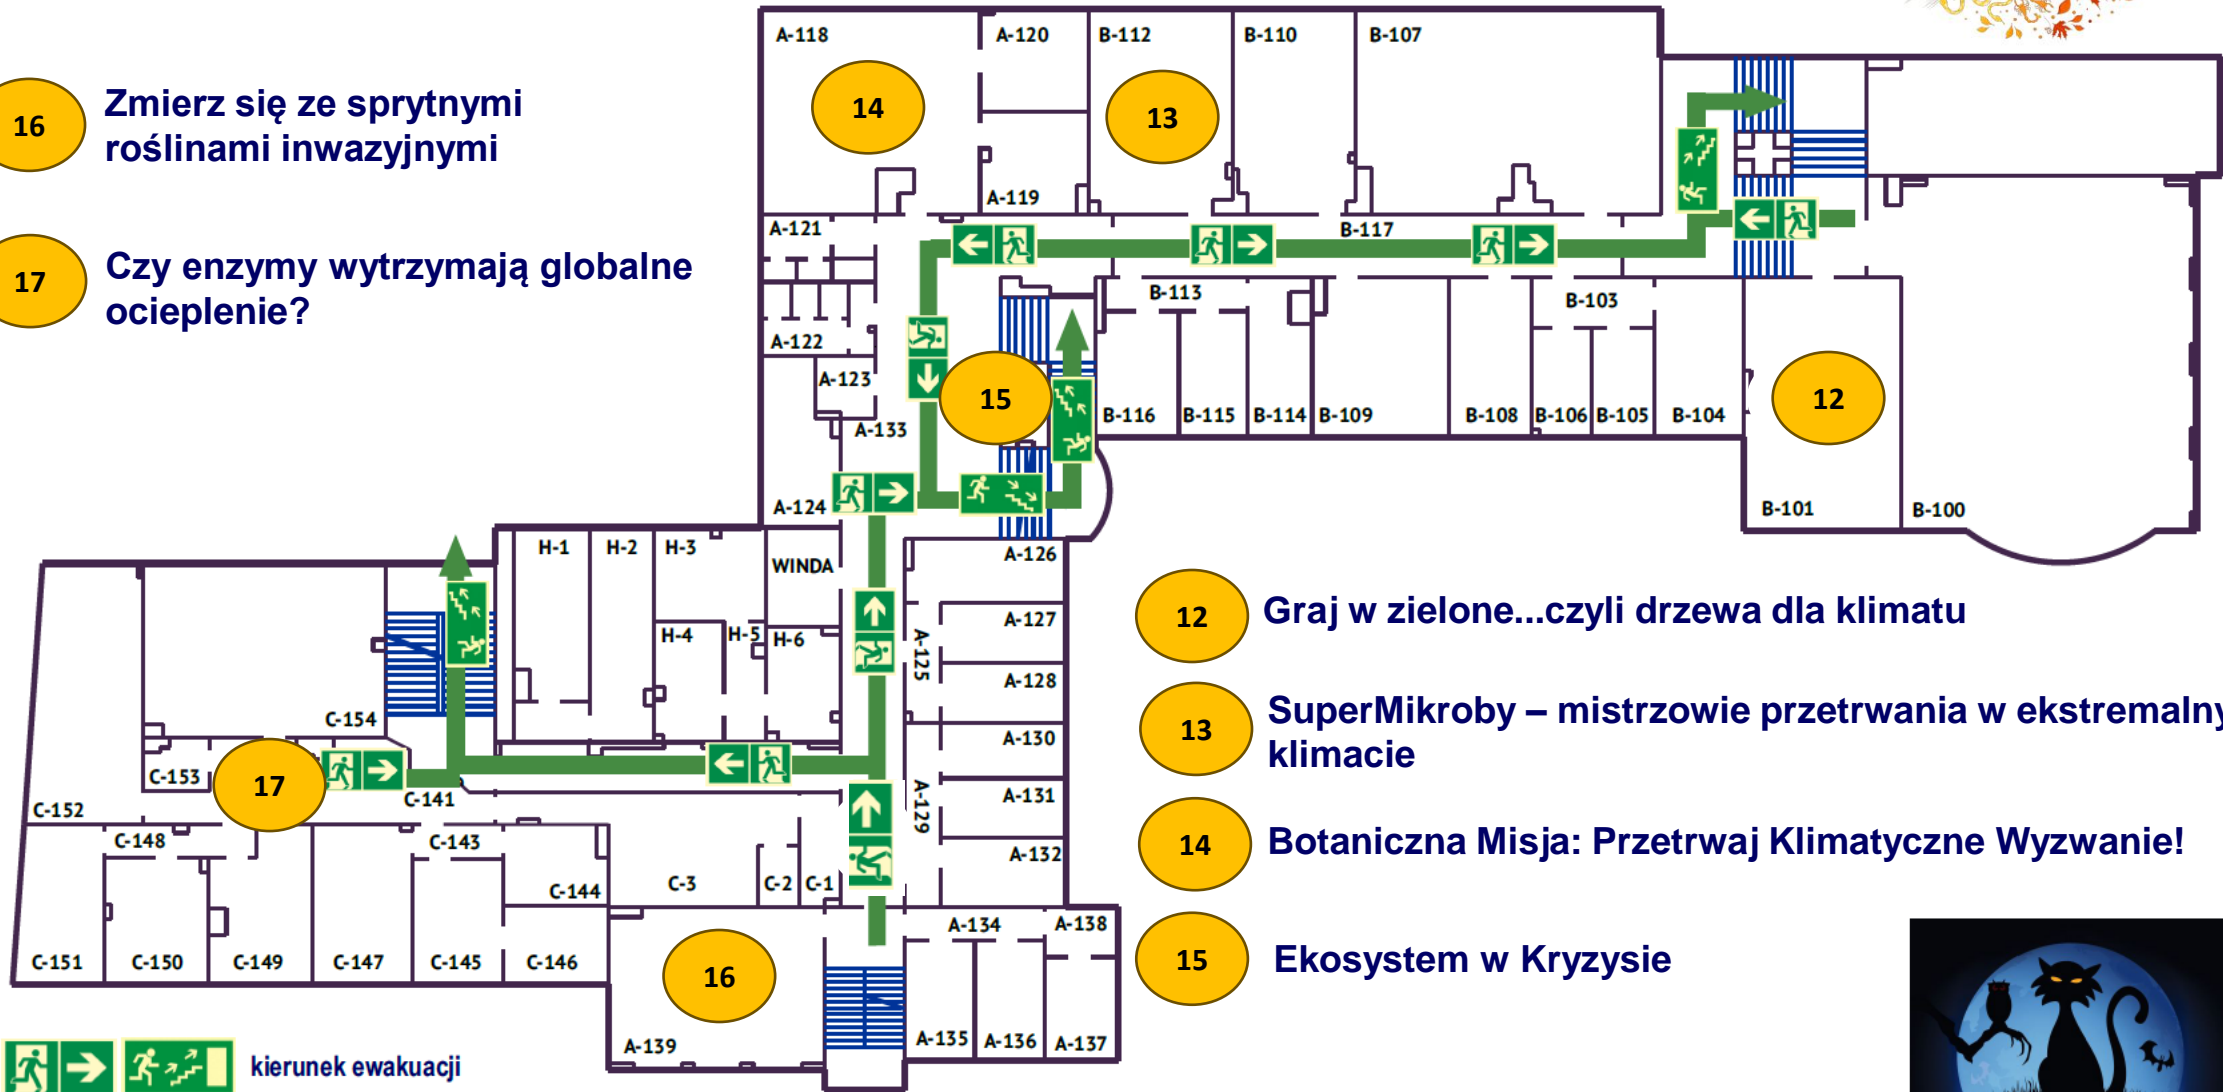 A-118
A-120
B-112
B-110
B-107
16
Zmierz się ze sprytnymi
roślinami inwazyjnymi
14
13
A-119
A-121
B-117
17
Czy enzymy wytrzymają globalne
ocieplenie?
B-113
B-103
A-122
A-123
15
12
B-116
B-115
B-114
B-109
B-108
B-106
B-105
B-104
A-133
A-124
B-101
B-100
H-1
H-2
H-3
WINDA
A-126
H-4
H-5
H-6
A-125
A-127
A-128
12
Graj w zielone...czyli drzewa dla klimatu
C-154
A-130
13
SuperMikroby – mistrzowie przetrwania w ekstremalny
klimacie
C-153
17
C-141
A-129
A-131
C-152
C-148
C-143
A-132
14
Botaniczna Misja: Przetrwaj Klimatyczne Wyzwanie!
C-144
C-3
C-2
C-1
A-134
A-138
C-151
C-150
C-149
C-147
C-145
C-146
16
15
Ekosystem w Kryzysie
A-139
A-135
A-136
A-137
kierunek ewakuacji